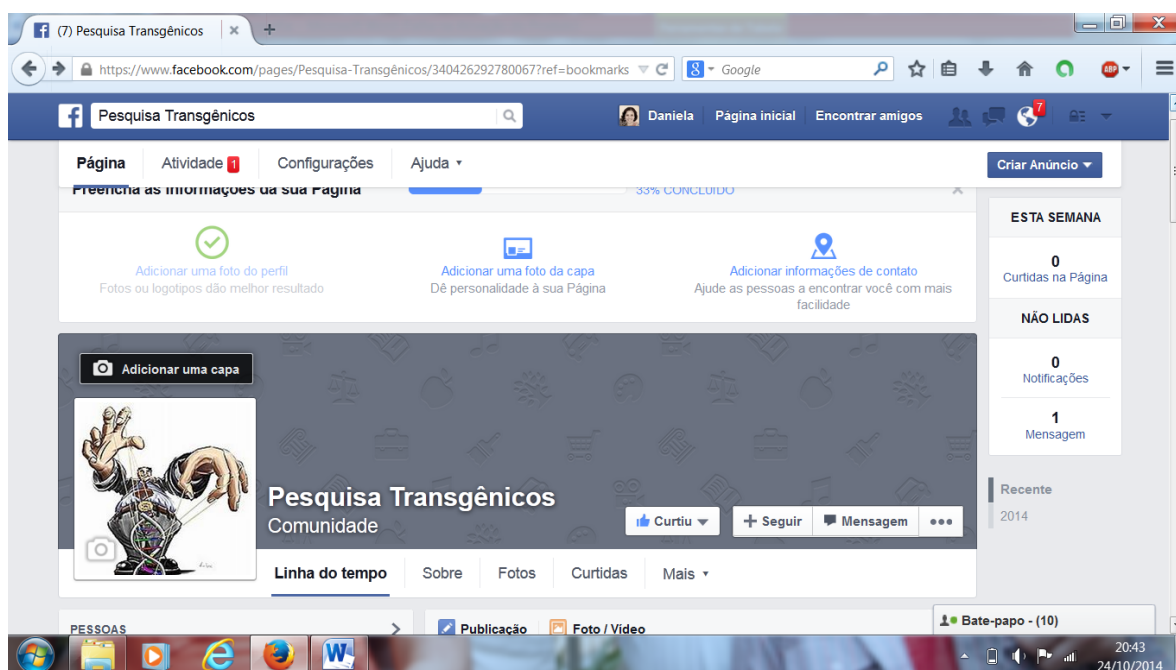 (7) Pesquisa Transgênicos
https://www.facebook.com/pages/Pesquisa-Transgênicos/340426292780067?ref=bookmarks
Google
ABP
Pesquisa Transgênicos
Daniela Página inicial Encontrar amigos 7
Página Atividade 1 Configurações Ajuda
Criar Anúncio
Preencha as informações da sua Página 33% CONCLUÍDO
Adicionar uma foto do perfil
Fotos ou logotipos dão melhor resultado
Adicionar uma foto da capa
Dê personalidade à sua Página
Adicionar informações de contato
Ajude as pessoas a encontrar você com mais
facilidade
ESTA SEMANA
0
Curtidas na Página
NÃO LIDAS
0
Notificações
1
Mensagem
Recente
2014
Adicionar uma capa
Pesquisa Transgênicos
Comunidade
Curtiu + Seguir Mensagem
Linha do tempo Sobre Fotos Curtidas Mais
PESSOAS
Publicação Foto / Vídeo
Bate-papo - (10)
20:43
24/10/2014